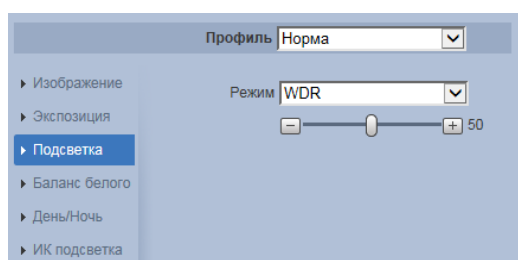 Профиль Норма
Изображение
Режим WDR
Экспозиция
50
Подсветка
Баланс белого
День/Ночь
ИК подсветка